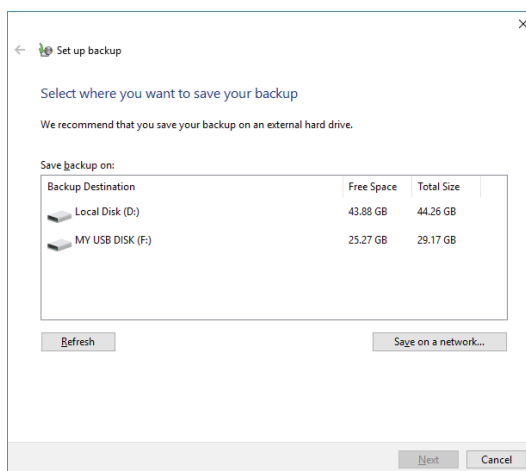 Set up backup
Select where you want to save your backup
We recommend that you save your backup on an external hard drive.
Save backup on:
Backup Destination Free Space Total Size
Local Disk (D:) 43.88 GB 44.26 GB
MY USB DISK (F:) 25.27 GB 29.17 GB
Refresh Save on a network...
Next Cancel